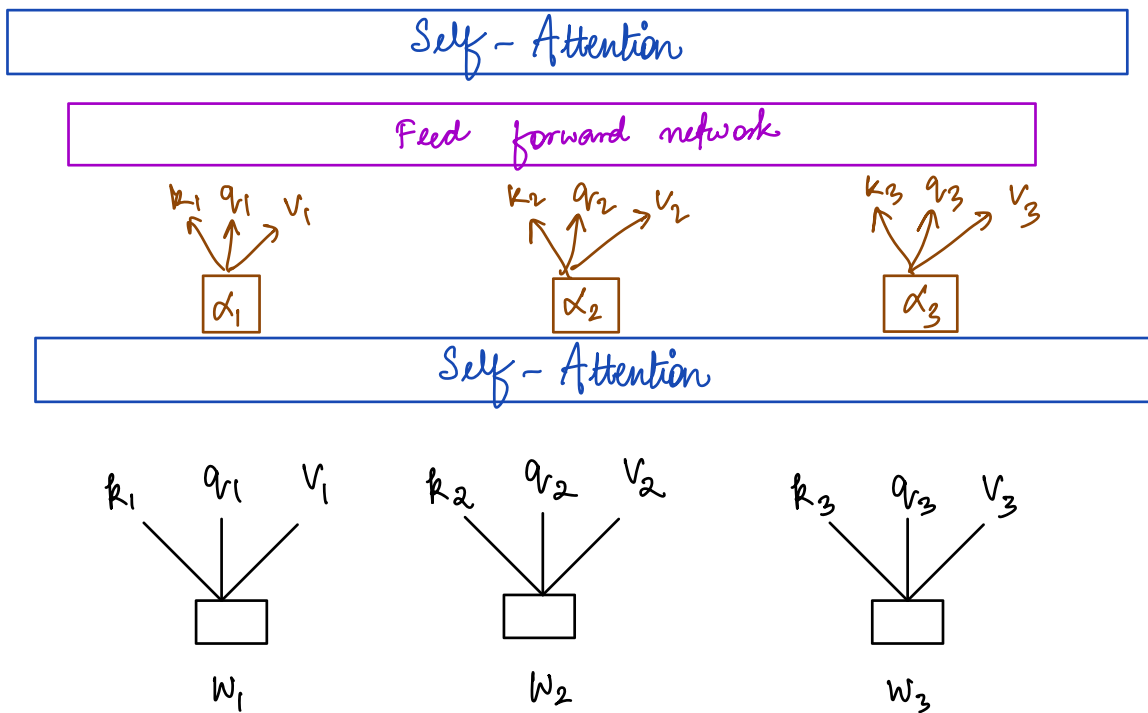 Self-Attention
Feed forward network
k₁ q₁ v₁ k₂ q₂ v₂ k₃ q₃ v₃
α₁ α₂ α₃
Self-Attention
k₁ q₁ v₁ k₂ q₂ v₂ k₃ q₃ v₃
W₁ W₂ W₃